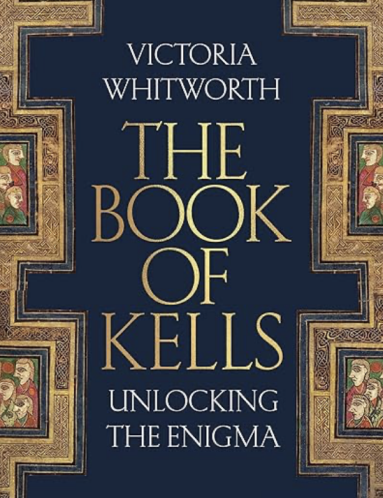 VICTORIA
WHITWORTH
THE
BOOK
OF
KELLS
UNLOCKING
THE ENIGMA